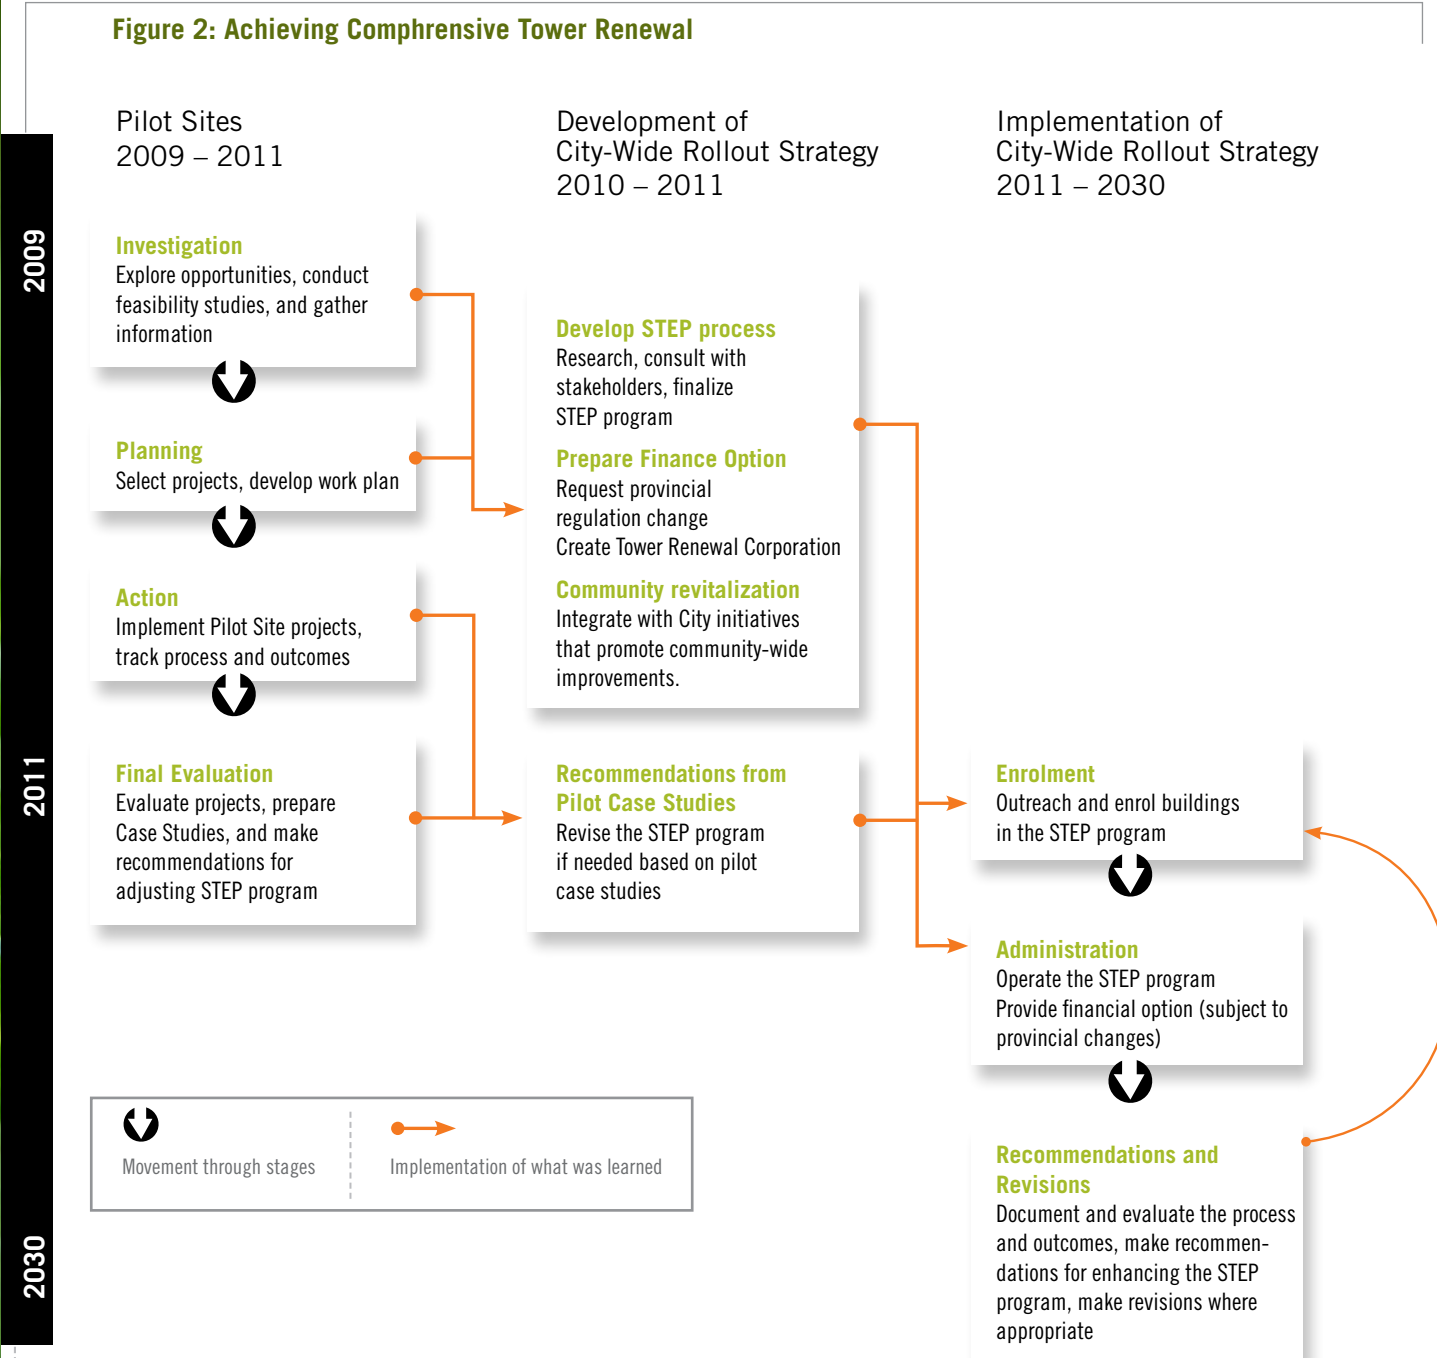 Figure 2: Achieving Comphrensive Tower Renewal
Pilot Sites
2009 – 2011
Development of
City-Wide Rollout Strategy
2010 – 2011
Implementation of
City-Wide Rollout Strategy
2011 – 2030
2009
2011
2030
Investigation
Explore opportunities, conduct
feasibility studies, and gather
information
Planning
Select projects, develop work plan
Action
Implement Pilot Site projects,
track process and outcomes
Final Evaluation
Evaluate projects, prepare
Case Studies, and make
recommendations for
adjusting STEP program
Develop STEP process
Research, consult with
stakeholders, finalize
STEP program
Prepare Finance Option
Request provincial
regulation change
Create Tower Renewal Corporation
Community revitalization
Integrate with City initiatives
that promote community-wide
improvements.
Recommendations from
Pilot Case Studies
Revise the STEP program
if needed based on pilot
case studies
Enrolment
Outreach and enrol buildings
in the STEP program
Administration
Operate the STEP program
Provide financial option (subject to
provincial changes)
Recommendations and
Revisions
Document and evaluate the process
and outcomes, make recommen-
dations for enhancing the STEP
program, make revisions where
appropriate
Movement through stages
Implementation of what was learned